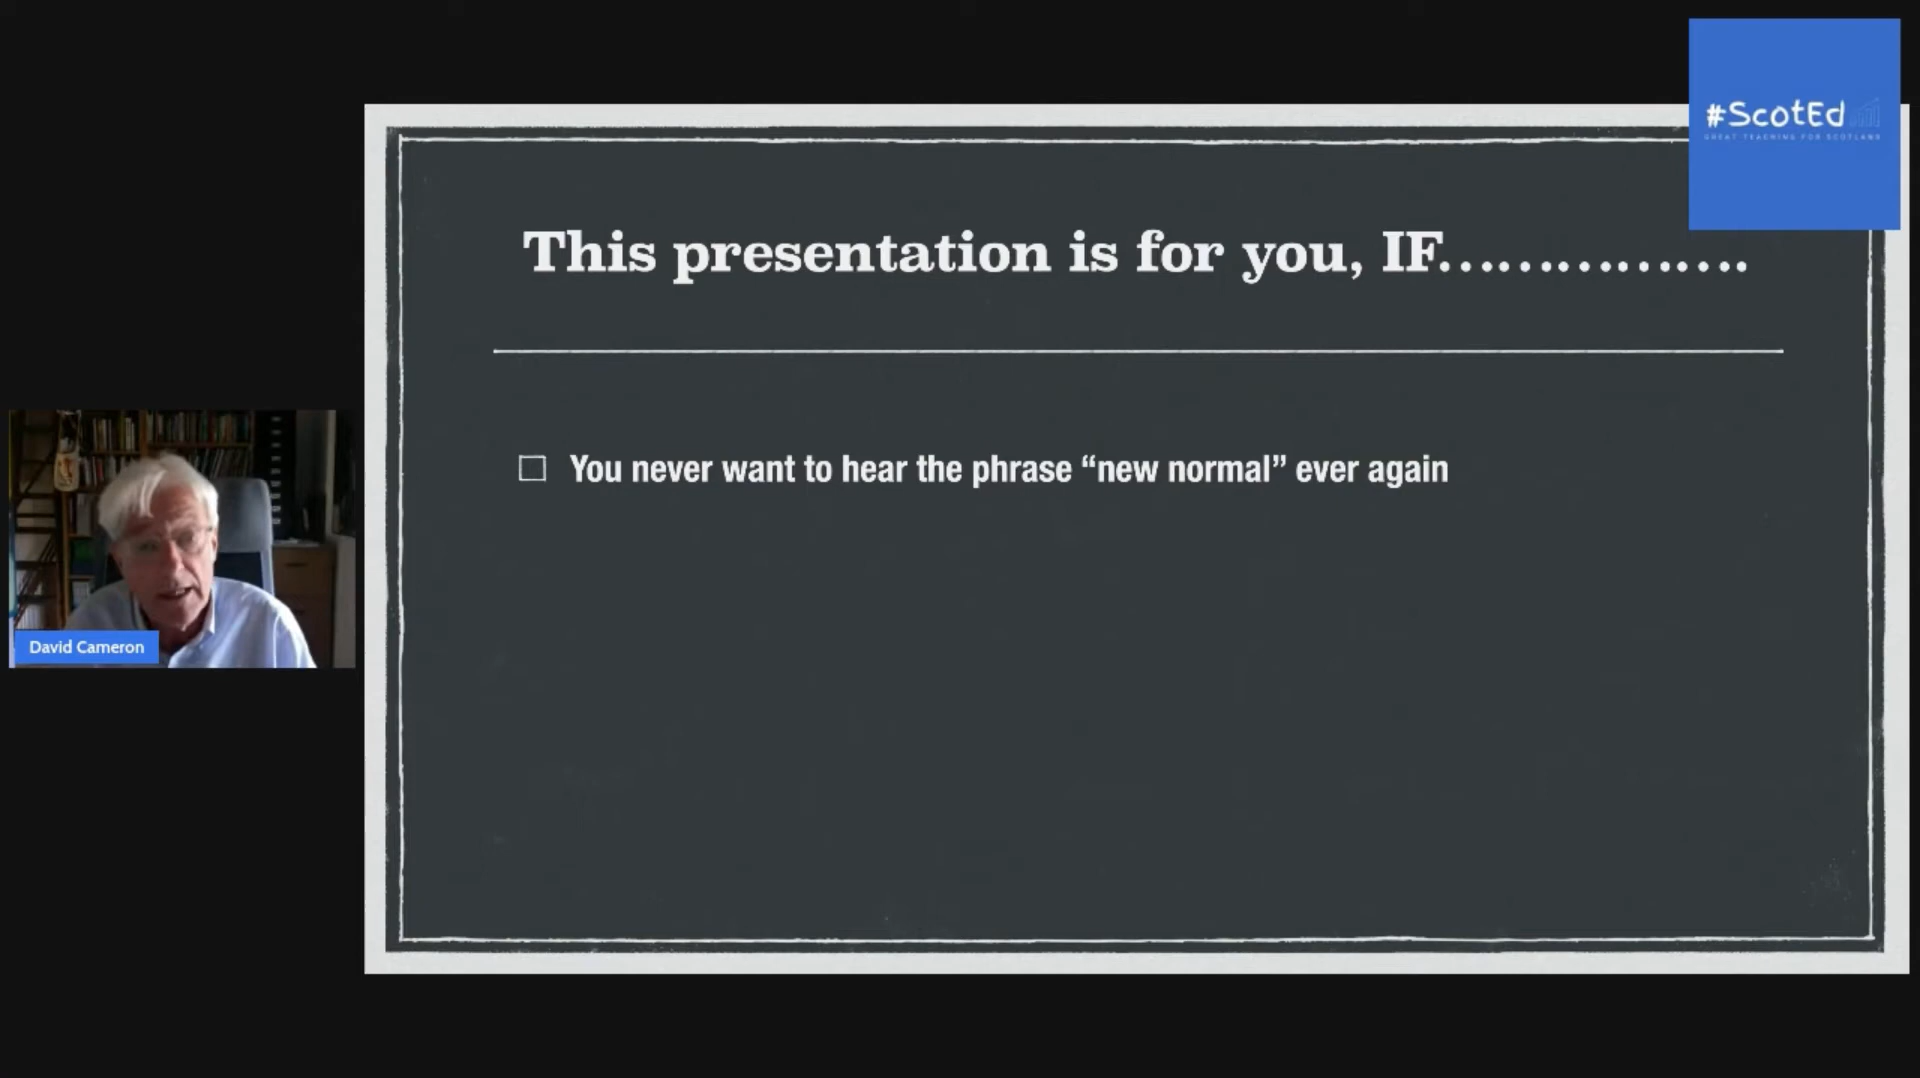 #ScotEd
GREAT TEACHING FOR SCOTLAND
This presentation is for you, IF................
You never want to hear the phrase “new normal” ever again
David Cameron